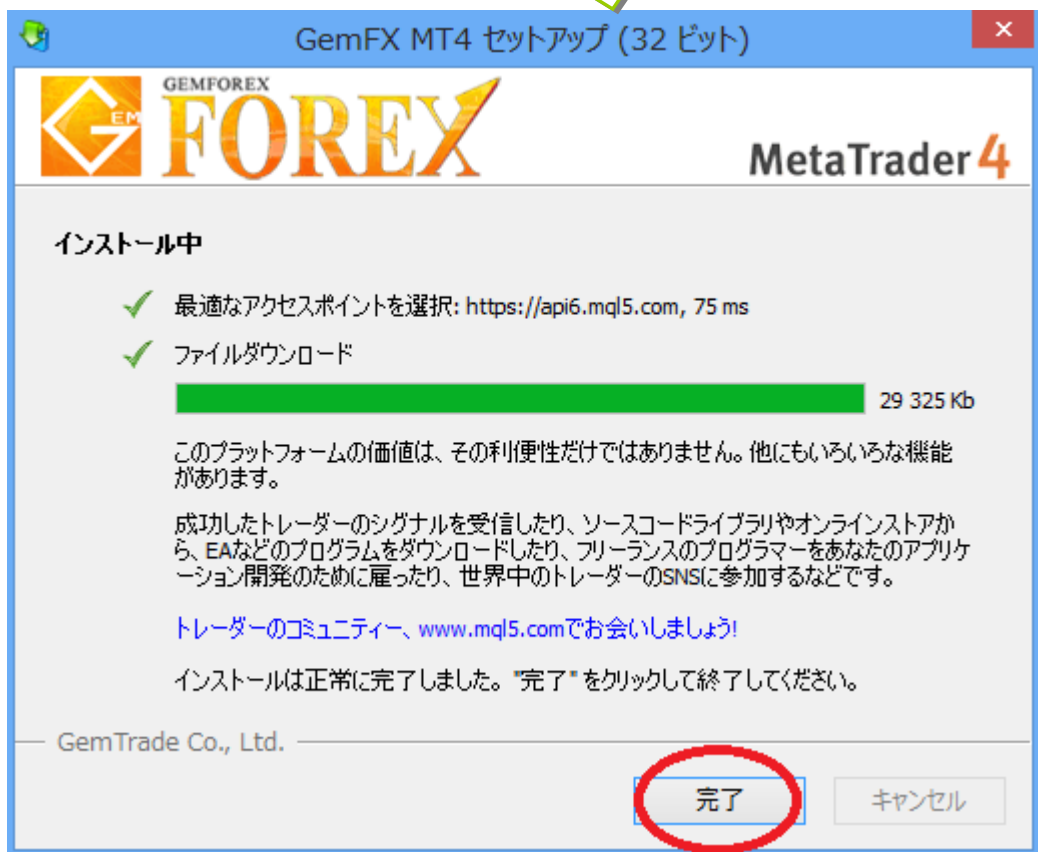 GemFX MT4 セットアップ (32 ビット)
GEMFOREX
GEM
FOREX
MetaTrader 4
インストール中
最適なアクセスポイントを選択: https://api6.mql5.com, 75 ms
ファイルダウンロード
29 325 Kb
このプラットフォームの価値は、その利便性だけではありません。他にもいろいろな機能
があります。
成功したトレーダーのシグナルを受信したり、ソースコードライブラリやオンラインストアか
ら、EAなどのプログラムをダウンロードしたり、フリーランスのプログラマーをあなたのアプリケ
ーション開発のために雇ったり、世界中のトレーダーのSNSに参加するなどです。
トレーダーのコミュニティー、www.mql5.comでお会いしましょう!
インストールは正常に完了しました。"完了" をクリックして終了してください。
GemTrade Co., Ltd.
完了
キャンセル